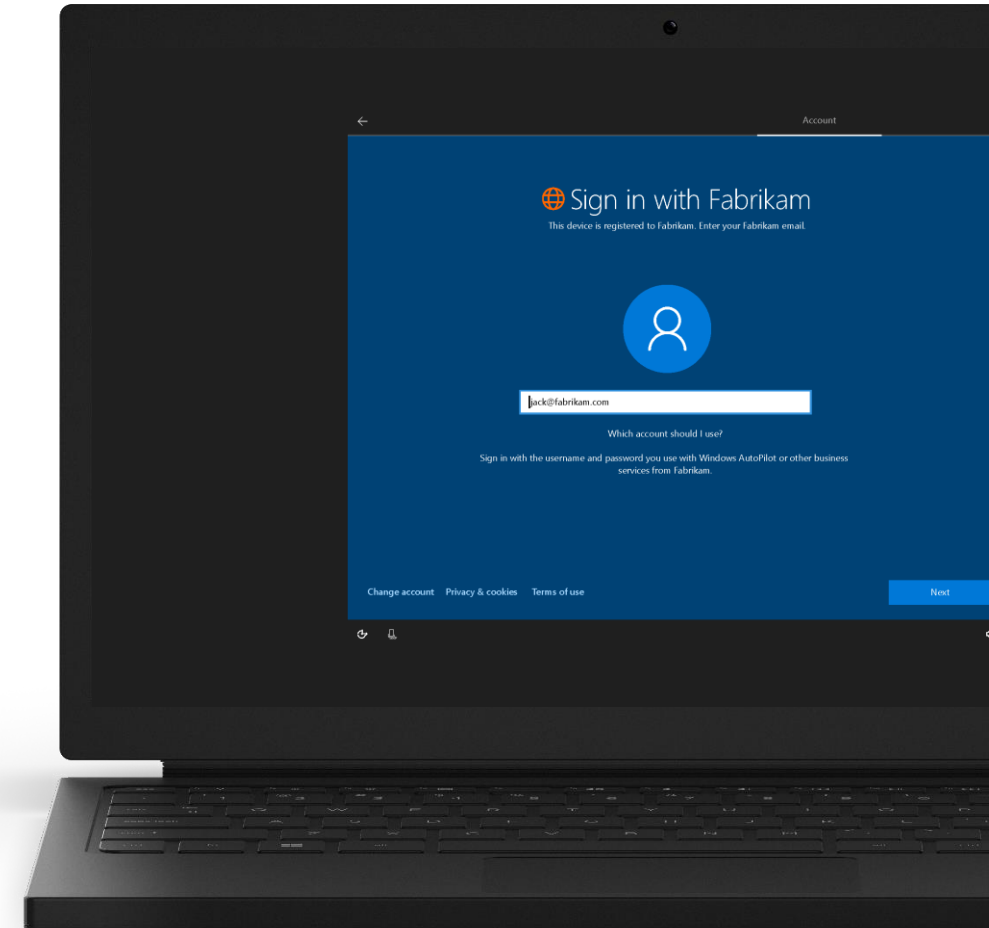 Account
Sign in with Fabrikam
This device is registered to Fabrikam. Enter your Fabrikam email.
jack@fabrikam.com
Which account should I use?
Sign in with the username and password you use with Windows AutoPilot or other business
services from Fabrikam.
Change account Privacy & cookies Terms of use Next